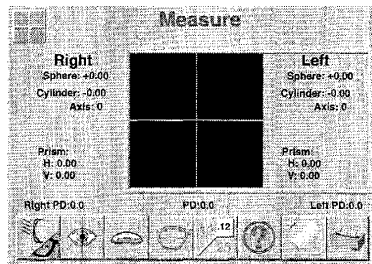 Measure
Right
Sphere: +0.00
Cylinder: -0.00
Axis: 0
Prism:
H: 0.00
V: 0.00
Left
Sphere: +0.00
Cylinder: -0.00
Axis: 0
Prism:
H: 0.00
V: 0.00
Right PD:0.0
PD:0.0
Left PD:0.0
.12